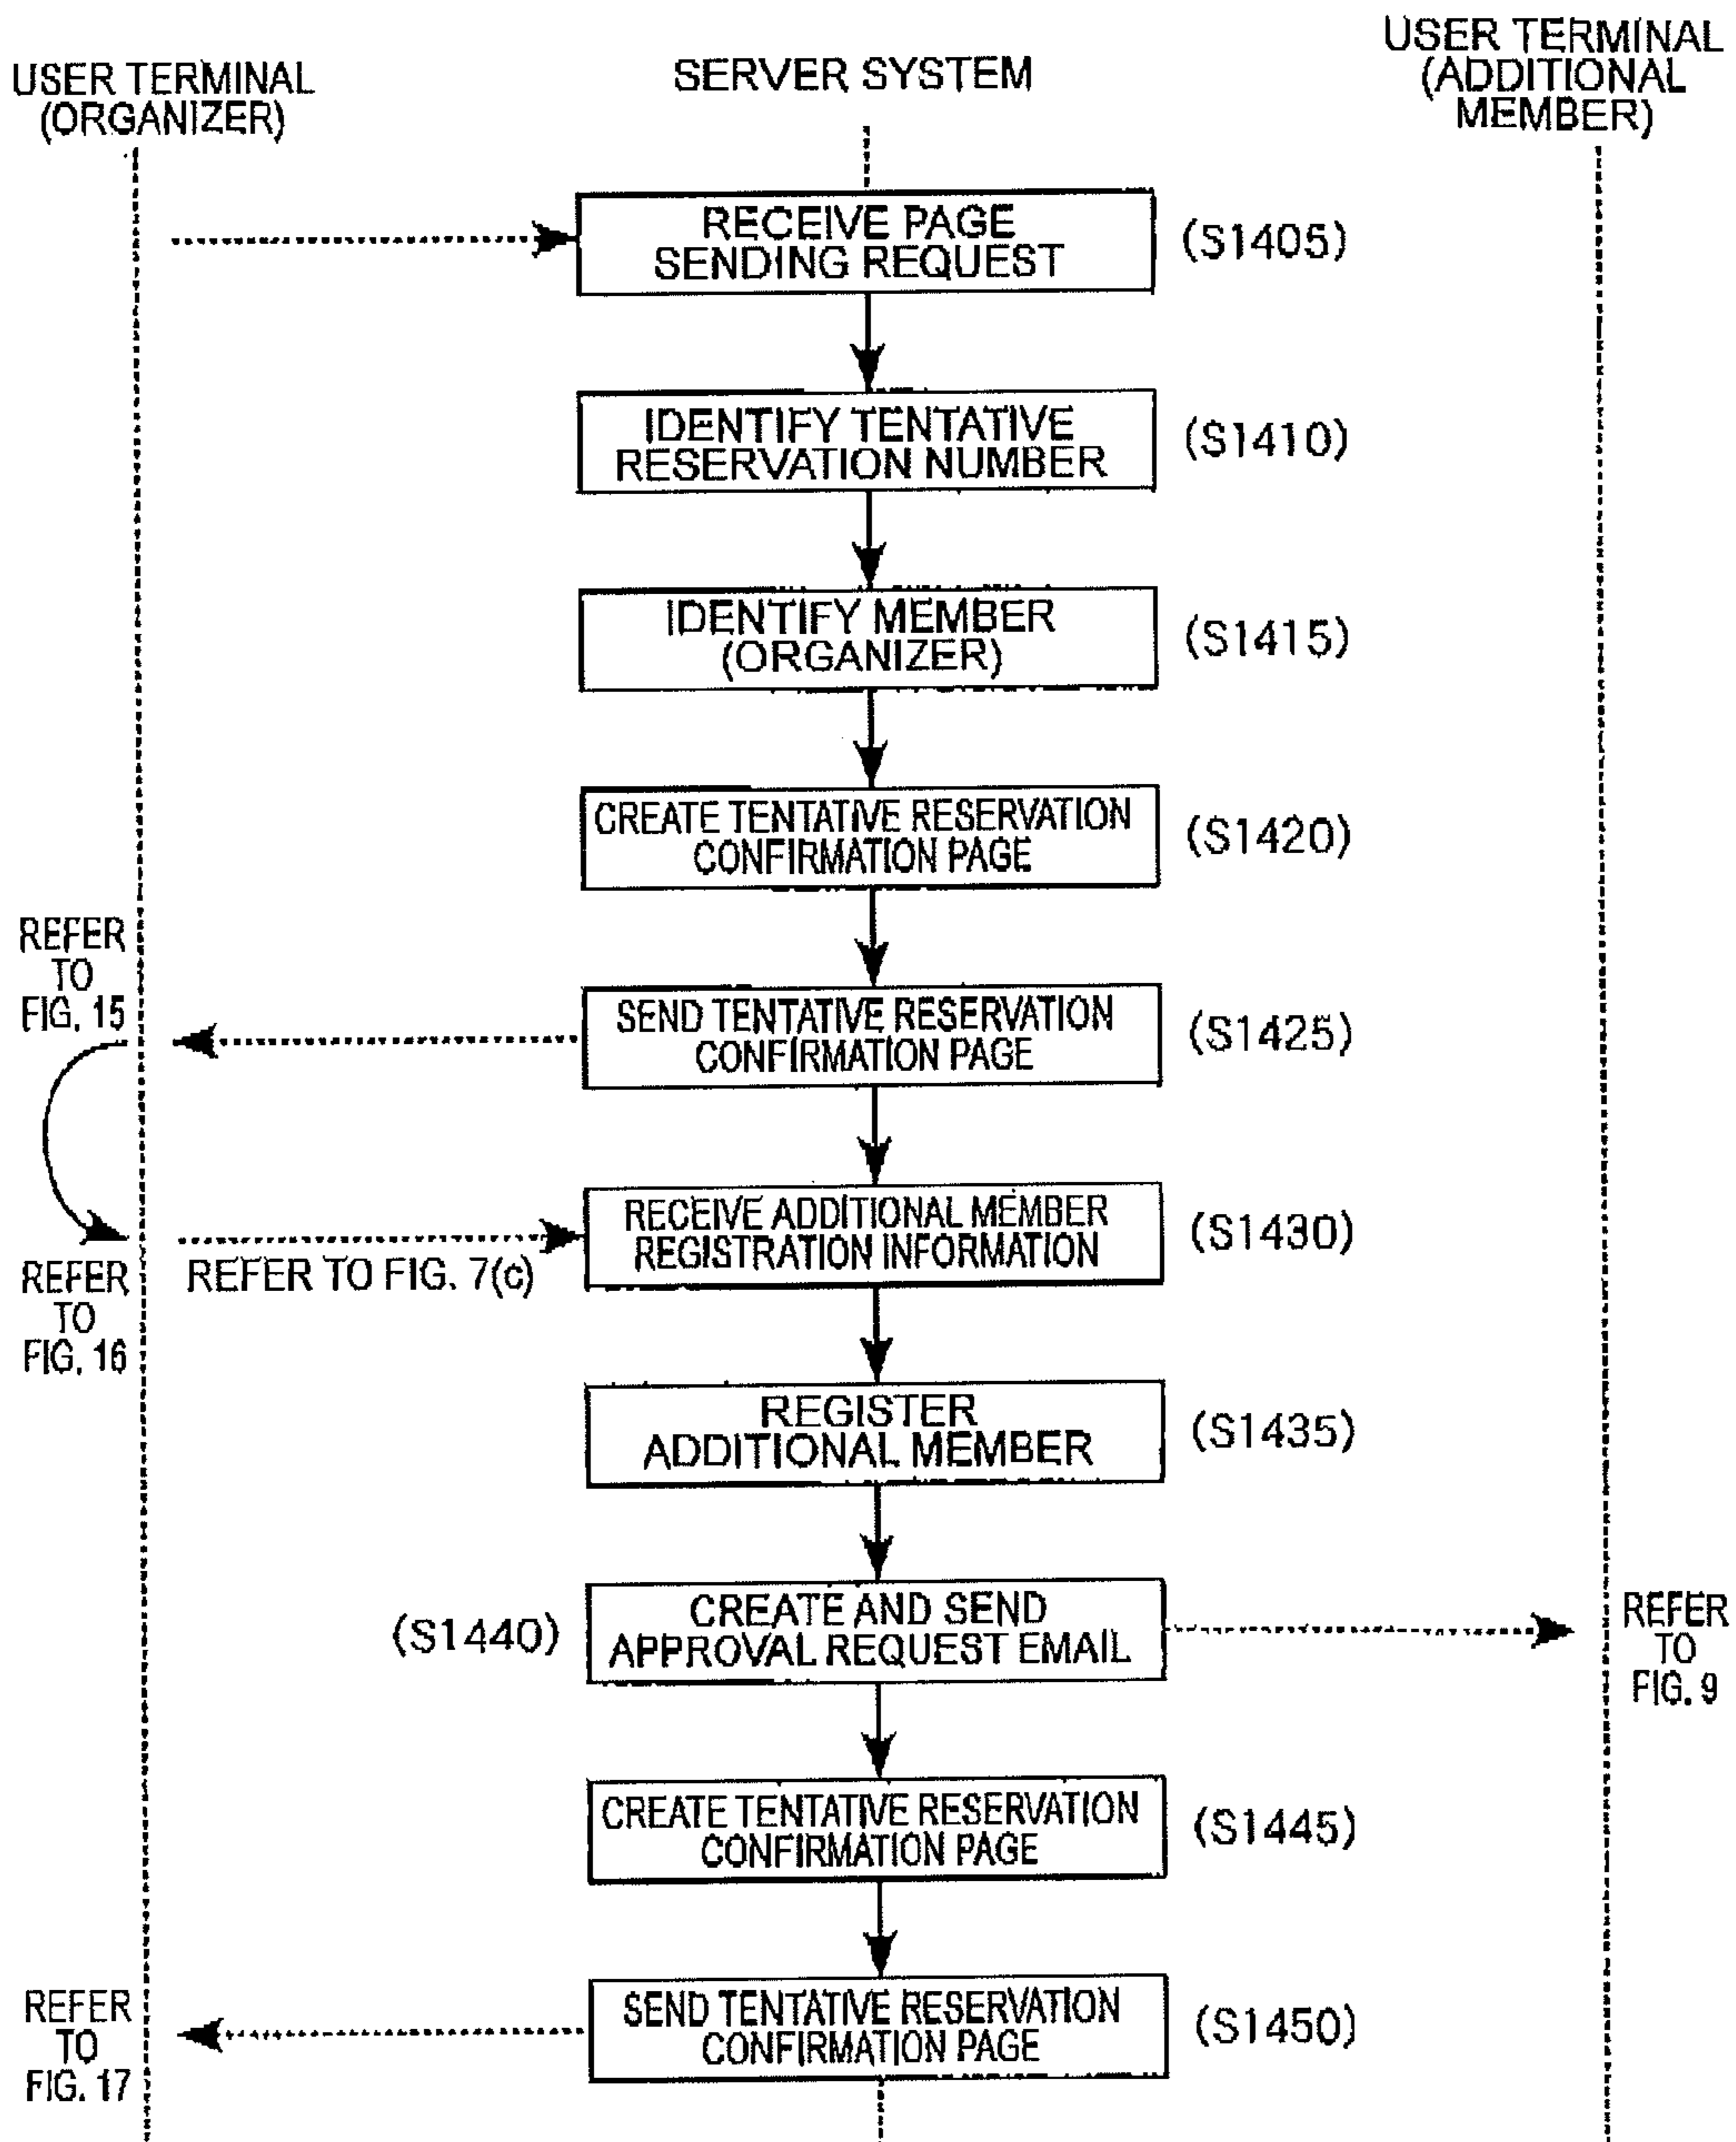 USER TERMINAL
(ORGANIZER)
SERVER SYSTEM
USER TERMINAL
(ADDITIONAL
MEMBER)
RECEIVE PAGE
SENDING REQUEST
(S1405)
IDENTIFY TENTATIVE
RESERVATION NUMBER
(S1410)
IDENTIFY MEMBER
(ORGANIZER)
(S1415)
CREATE TENTATIVE RESERVATION
CONFIRMATION PAGE
(S1420)
REFER
TO
FIG. 15
SEND TENTATIVE RESERVATION
CONFIRMATION PAGE
(S1425)
RECEIVE ADDITIONAL MEMBER
REGISTRATION INFORMATION
(S1430)
REFER TO FIG. 7(c)
REFER
TO
FIG. 16
REGISTER
ADDITIONAL MEMBER
(S1435)
(S1440)
CREATE AND SEND
APPROVAL REQUEST EMAIL
REFER
TO
FIG. 9
CREATE TENTATIVE RESERVATION
CONFIRMATION PAGE
(S1445)
REFER
TO
FIG. 17
SEND TENTATIVE RESERVATION
CONFIRMATION PAGE
(S1450)